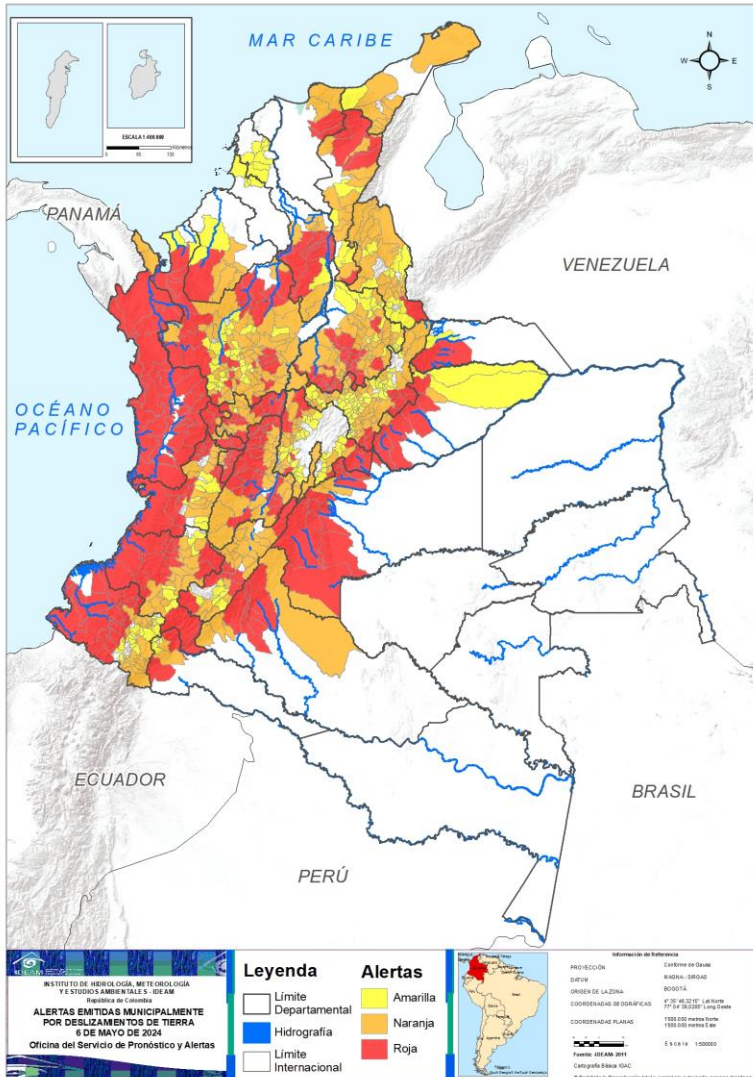 MAR CARIBE
N
W E
S
ESCALA 1:400.000
PANAMÁ
VENEZUELA
OCÉANO
PACÍFICO
ECUADOR
BRASIL
PERÚ
IDEAM
INSTITUTO DE HIDROLOGÍA, METEOROLOGÍA
Y ESTUDIOS AMBIENTALES - IDEAM
República de Colombia
ALERTAS EMITIDAS MUNICIPALMENTE
POR DESLIZAMIENTOS DE TIERRA
6 DE MAYO DE 2024
Oficina del Servicio de Pronóstico y Alertas
Leyenda
Límite
Departamental
Hidrografía
Límite
Internacional
Alertas
Amarilla
Naranja
Roja
Información de Referencia
PROYECCIÓN Conforme de Gauss
DATUM MAGNA - SIRGAS
ORIGEN DE LA ZONA BOGOTÁ
COORDENADAS GEOGRÁFICAS
COORDENADAS PLANAS 1'000.000 metros Norte
1'000.000 metros Este
Fuente: IDEAM- 2011
Cartografía Básica IGAC